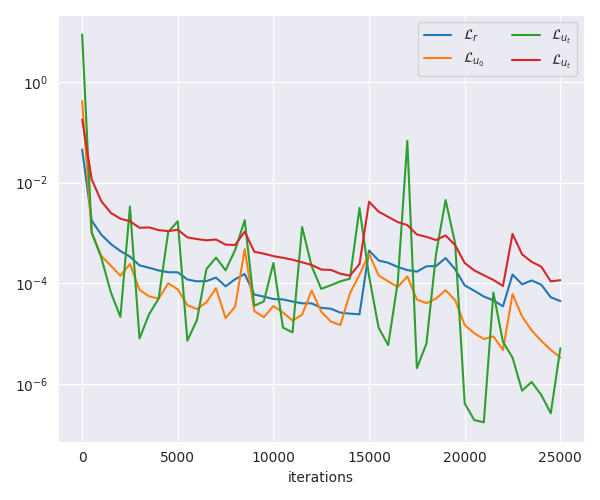 ℒ_r ℒ_{u_t}
ℒ_{u_0} ℒ_{u_t}
10^0
10^{-2}
10^{-4}
10^{-6}
0 5000 10000 15000 20000 25000
iterations